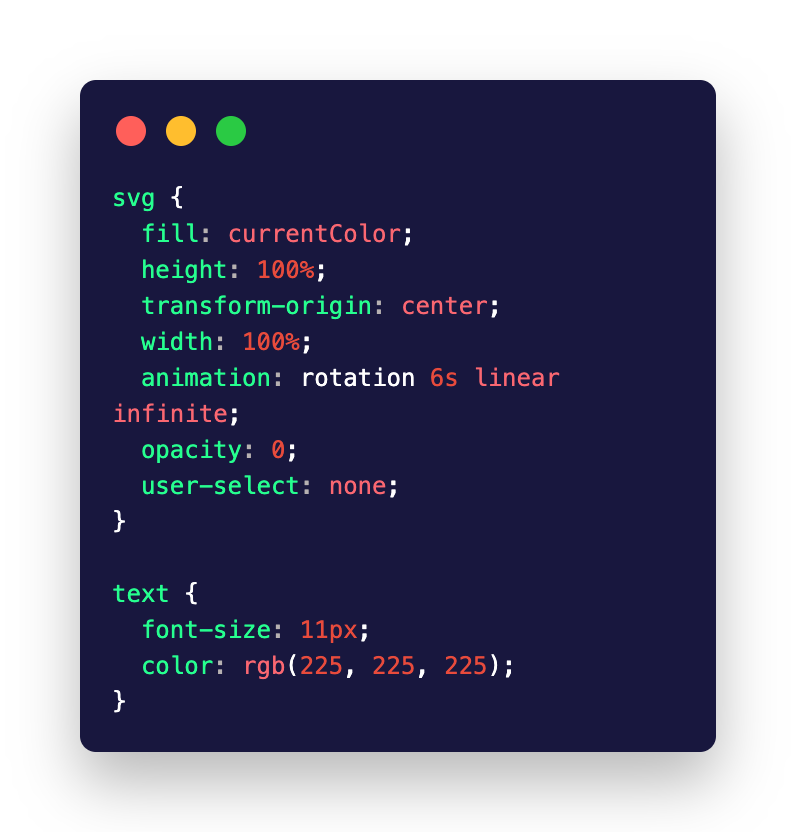 svg {
  fill: currentColor;
  height: 100%;
  transform-origin: center;
  width: 100%;
  animation: rotation 6s linear
infinite;
  opacity: 0;
  user-select: none;
}

text {
  font-size: 11px;
  color: rgb(225, 225, 225);
}